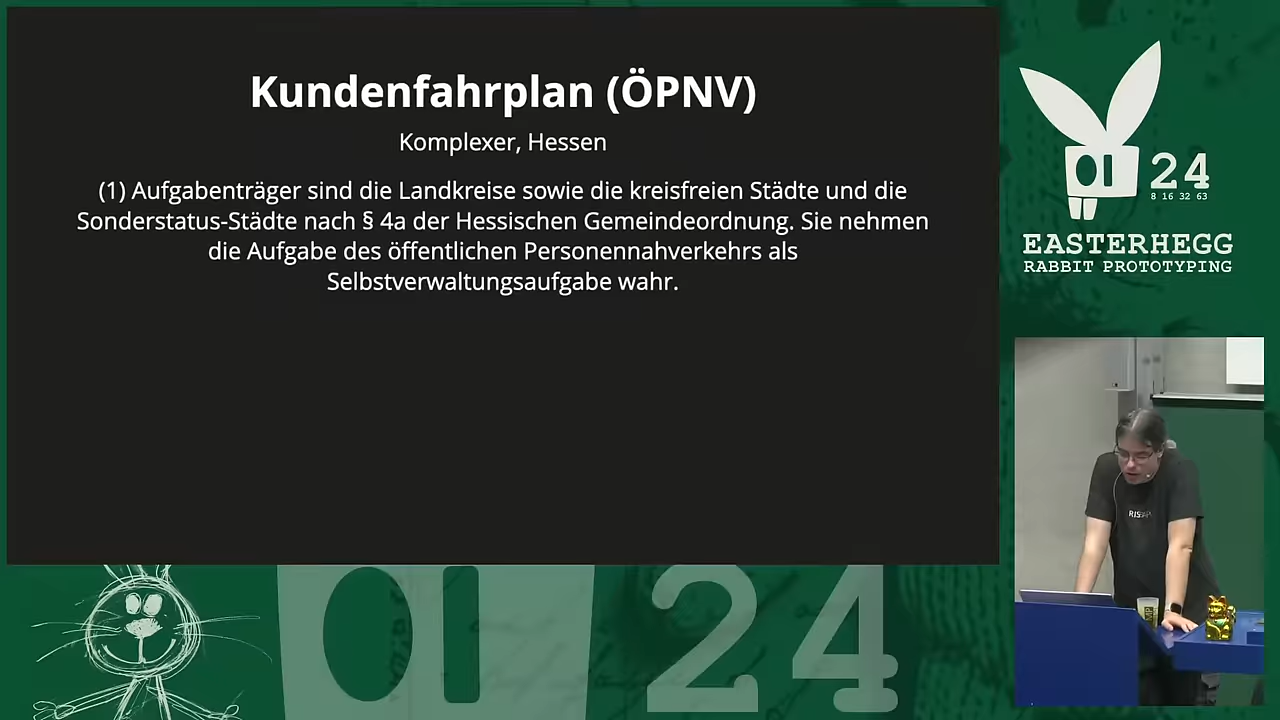 Kundenfahrplan (ÖPNV)
Komplexer, Hessen
(1) Aufgabenträger sind die Landkreise sowie die kreisfreien Städte und die
Sonderstatus-Städte nach § 4a der Hessischen Gemeindeordnung. Sie nehmen
die Aufgabe des öffentlichen Personennahverkehrs als
Selbstverwaltungsaufgabe wahr.
24
8 16 32 63
EASTERHEGG
RABBIT PROTOTYPING
24